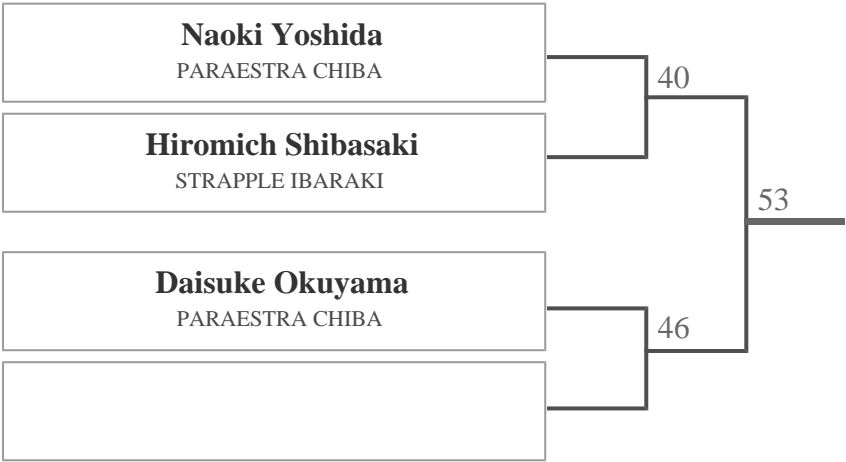 Naoki Yoshida
PARAESTRA CHIBA
40
Hiromich Shibasaki
STRAPPLE IBARAKI
53
Daisuke Okuyama
PARAESTRA CHIBA
46